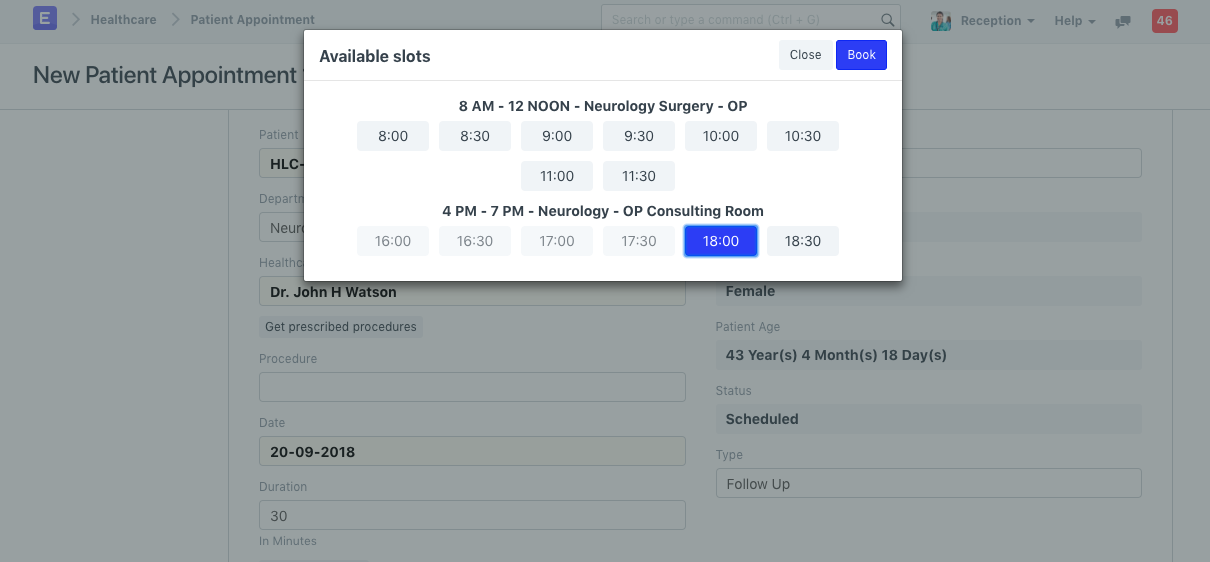 E Healthcare Patient Appointment Search or type a command (Ctrl + G) Reception Help 46
New Patient Appointment
Available slots Close Book
8 AM - 12 NOON - Neurology Surgery - OP
8:00 8:30 9:00 9:30 10:00 10:30
11:00 11:30
4 PM - 7 PM - Neurology - OP Consulting Room
16:00 16:30 17:00 17:30 18:00 18:30
Patient
HLC-
Departm
Neuro
Healthc
Dr. John H Watson
Get prescribed procedures
Procedure
Date
20-09-2018
Duration
30
In Minutes
Female
Patient Age
43 Year(s) 4 Month(s) 18 Day(s)
Status
Scheduled
Type
Follow Up